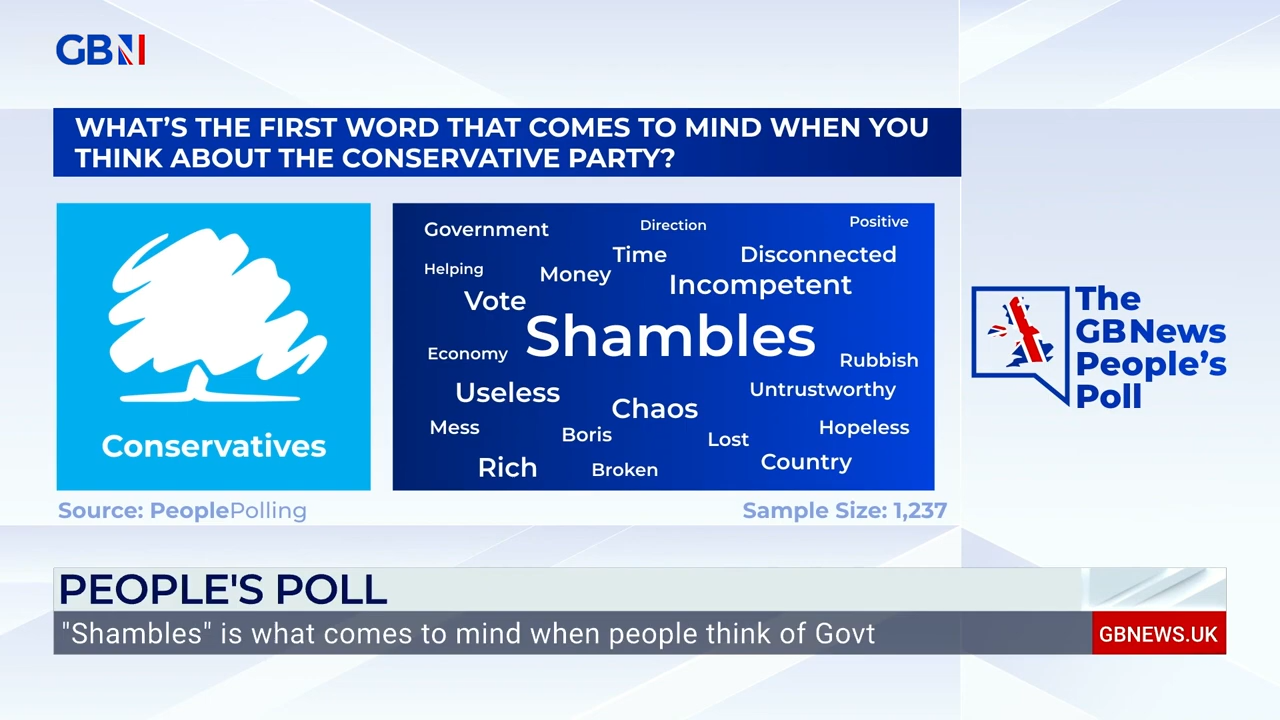 GBN
WHAT'S THE FIRST WORD THAT COMES TO MIND WHEN YOU
THINK ABOUT THE CONSERVATIVE PARTY?
Conservatives
Government
Direction
Positive
Time
Disconnected
Helping
Money
Incompetent
Vote
Shambles
Economy
Rubbish
Useless
Untrustworthy
Chaos
Mess
Boris
Lost
Hopeless
Rich
Broken
Country
Source: PeoplePolling
Sample Size: 1,237
The
GBNews
People's
Poll
PEOPLE'S POLL
"Shambles" is what comes to mind when people think of Govt
GBNEWS.UK